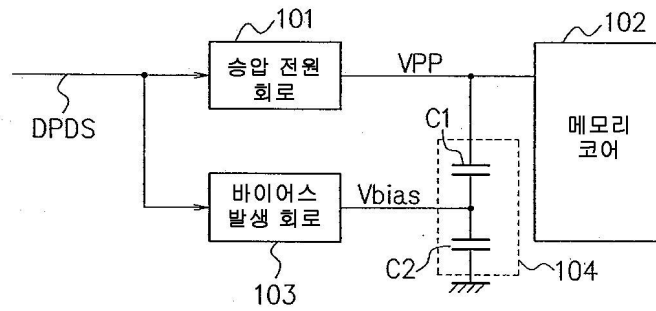 101
승압 전원
회로
VPP
102
메모리
코어
DPDS
C1
바이어스
발생 회로
Vbias
C2
104
103